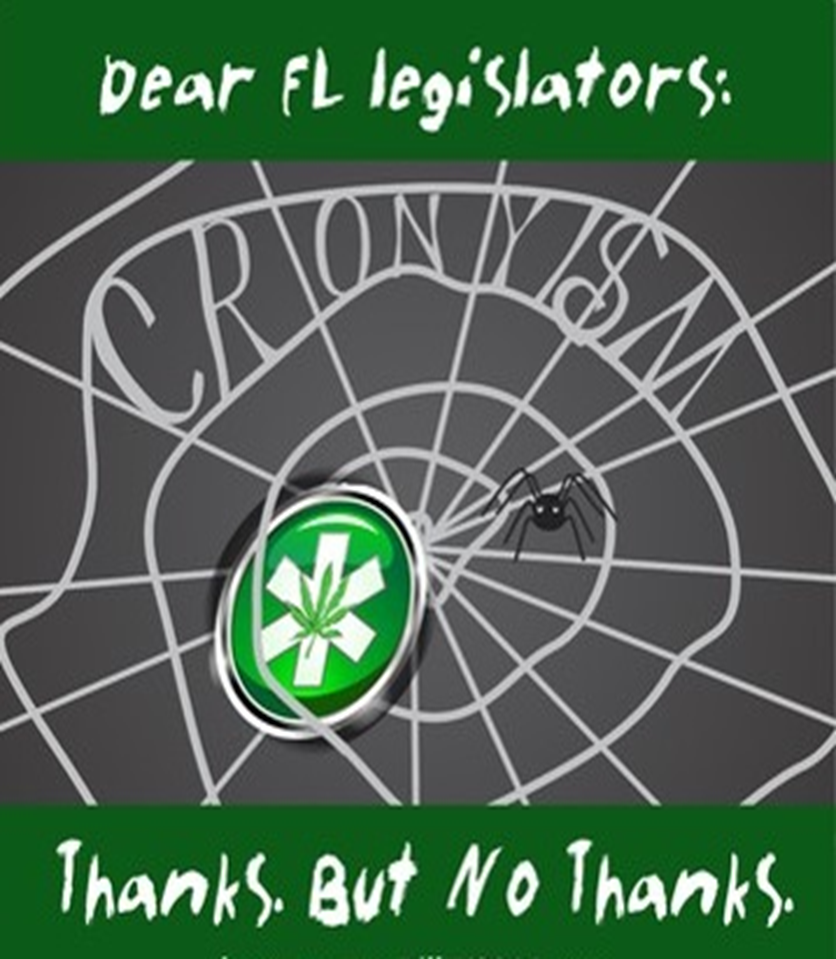 Dear FL legislators:
CRONYISM
Thanks. But No Thanks.